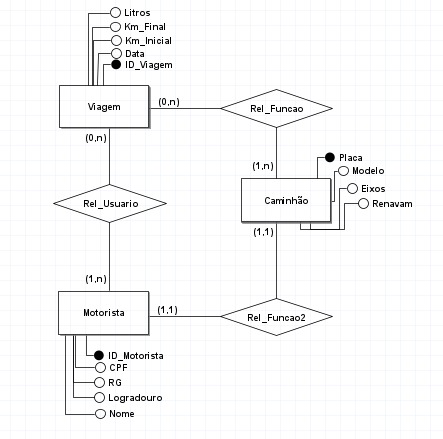 Litros
Km_Final
Km_Inicial
Data
ID_Viagem
Viagem
(0,n)
Rel_Funcao
(0,n)
(1,n)
Placa
Modelo
Eixos
Renavam
Caminhão
Rel_Usuario
(1,1)
(1,n)
Motorista
(1,1)
Rel_Funcao2
ID_Motorista
CPF
RG
Logradouro
Nome